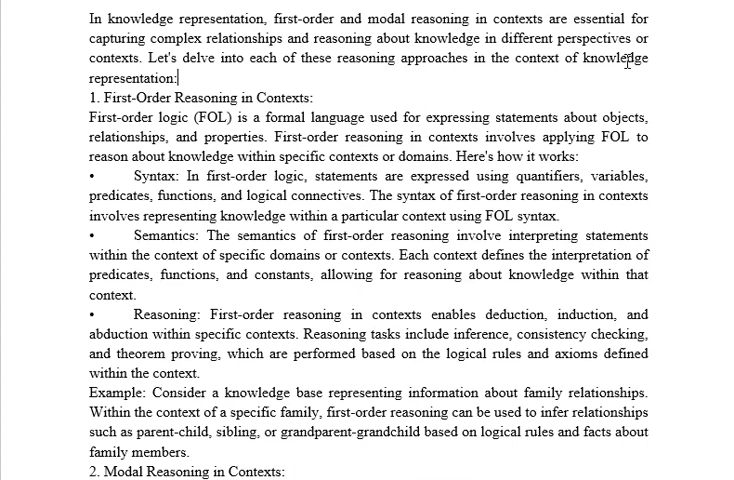 In knowledge representation, first-order and modal reasoning in contexts are essential for
capturing complex relationships and reasoning about knowledge in different perspectives or
contexts. Let's delve into each of these reasoning approaches in the context of knowledge
representation:
1. First-Order Reasoning in Contexts:
First-order logic (FOL) is a formal language used for expressing statements about objects,
relationships, and properties. First-order reasoning in contexts involves applying FOL to
reason about knowledge within specific contexts or domains. Here's how it works:
• Syntax: In first-order logic, statements are expressed using quantifiers, variables,
predicates, functions, and logical connectives. The syntax of first-order reasoning in contexts
involves representing knowledge within a particular context using FOL syntax.
• Semantics: The semantics of first-order reasoning involve interpreting statements
within the context of specific domains or contexts. Each context defines the interpretation of
predicates, functions, and constants, allowing for reasoning about knowledge within that
context.
• Reasoning: First-order reasoning in contexts enables deduction, induction, and
abduction within specific contexts. Reasoning tasks include inference, consistency checking,
and theorem proving, which are performed based on the logical rules and axioms defined
within the context.
Example: Consider a knowledge base representing information about family relationships.
Within the context of a specific family, first-order reasoning can be used to infer relationships
such as parent-child, sibling, or grandparent-grandchild based on logical rules and facts about
family members.
2. Modal Reasoning in Contexts: